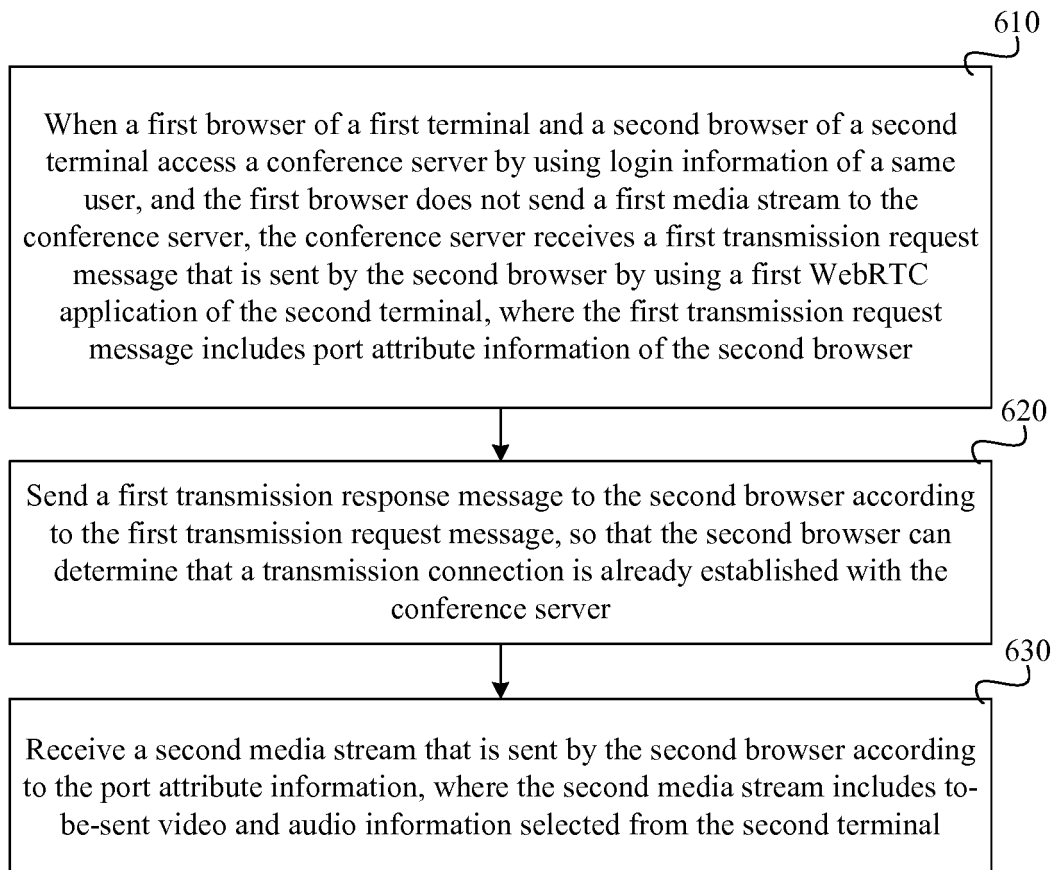 610
When a first browser of a first terminal and a second browser of a second
terminal access a conference server by using login information of a same
user, and the first browser does not send a first media stream to the
conference server, the conference server receives a first transmission request
message that is sent by the second browser by using a first WebRTC
application of the second terminal, where the first transmission request
message includes port attribute information of the second browser
620
Send a first transmission response message to the second browser according
to the first transmission request message, so that the second browser can
determine that a transmission connection is already established with the
conference server
630
Receive a second media stream that is sent by the second browser according
to the port attribute information, where the second media stream includes to-
be-sent video and audio information selected from the second terminal